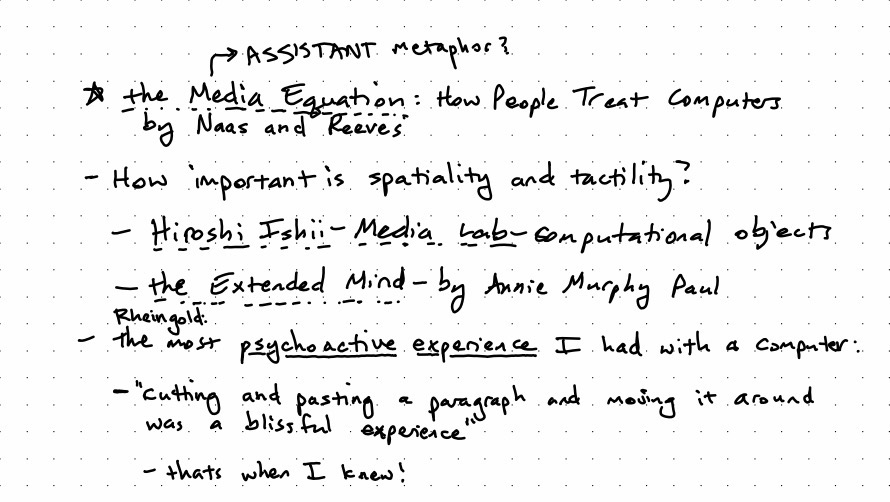 → ASSISTANT metaphor?
☆ the Media Equation: How People Treat Computers
by Naas and Reeves
- How important is spatiality and tactility?
- Hiroshi Ishii - Media Lab - computational objects
- the Extended Mind - by Annie Murphy Paul
Rheingold:
- the most psychoactive experience I had with a computer:
- "cutting and pasting a paragraph and moving it around
was a blissful experience"
- thats when I knew!